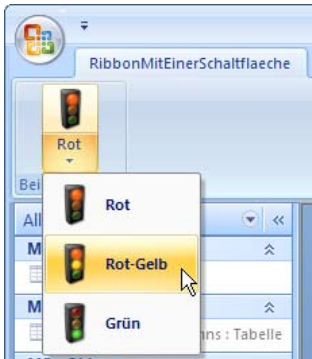 RibbonMitEinerSchaltflaeche
Rot
Bei
Rot
All
Rot-Gelb
M
Grün
M
ns : Tabelle